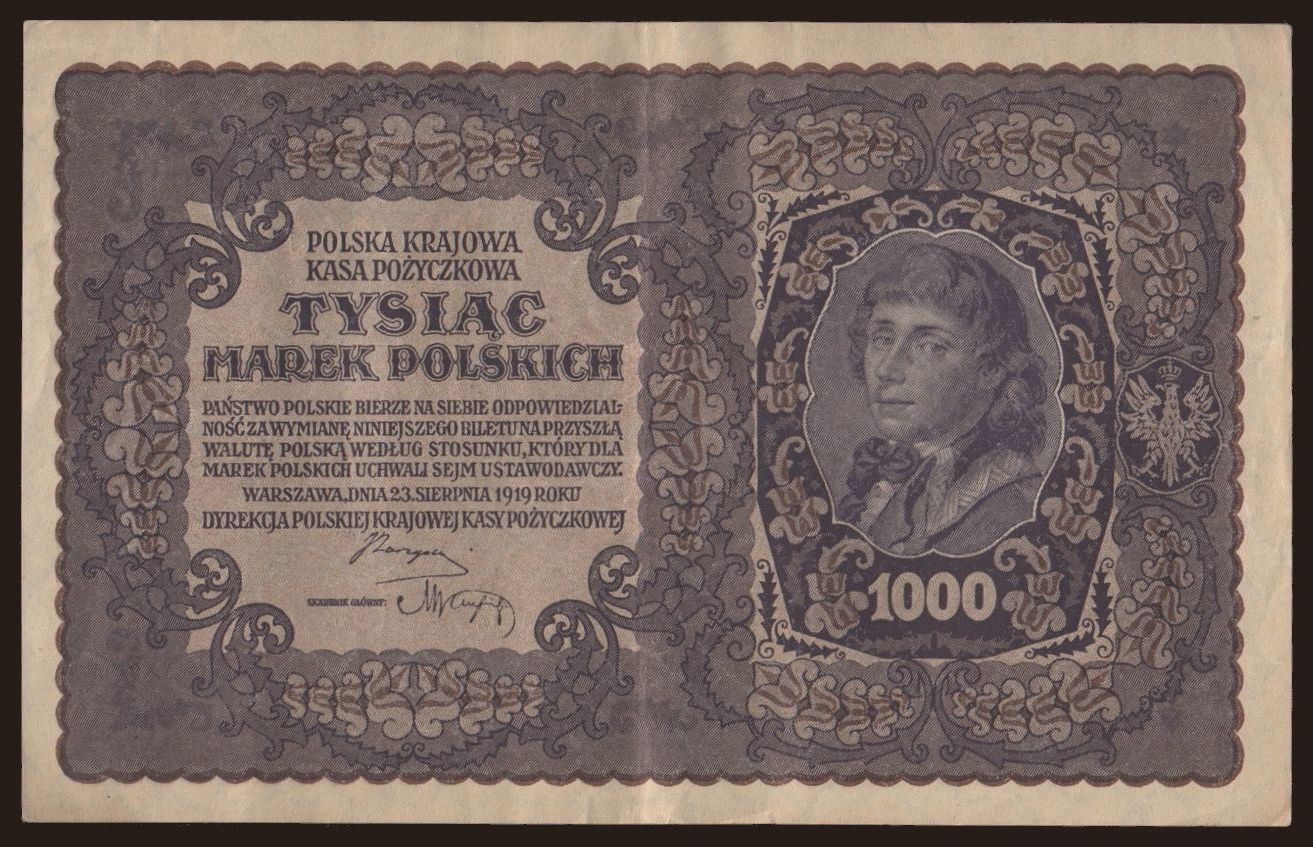 POLSKA KRAJOWA
KASA POŻYCZKOWA
TYSIĄC
MAREK POLSKICH
PAŃSTWO POLSKIE BIERZE NA SIEBIE ODPOWIEDZIAL-
NOŚĆ ZA WYMIANĘ NINIEJSZEGO BILETU NA PRZYSZŁĄ
WALUTĘ POLSKĄ WEDŁUG STOSUNKU, KTÓRY DLA
MAREK POLSKICH UCHWALI SEJM USTAWODAWCZY.
WARSZAWA, DNIA 23. SIERPNIA 1919 ROKU
DYREKCJA POLSKIEJ KRAJOWEJ KASY POŻYCZKOWEJ
SKARBNIK GŁÓWNY:
1000